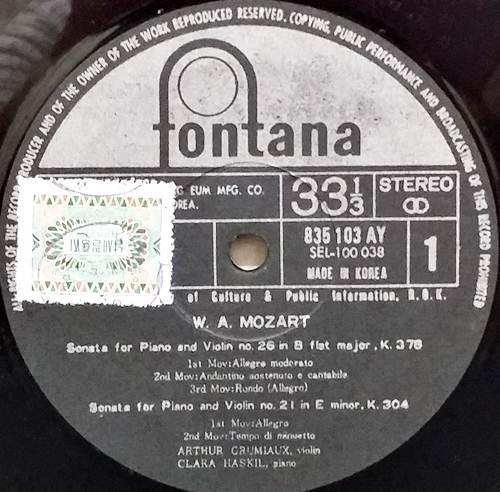 ALL RIGHTS OF THE RECORD PRODUCER AND OF THE OWNER OF THE WORK REPRODUCED RESERVED. COPYING, PUBLIC PERFORMANCE AND BROADCASTING OF THIS RECORD PROHIBITED
fontana
EUM MFG. CO.
KOREA.
33 1/3
STEREO
835 103 AY
SEL-100 038
MADE IN KOREA
1
of Culture & Public Information, R.O.K.
W. A. MOZART
Sonata for Piano and Violin no. 26 in B flat major, K. 378
1st Mov: Allegro moderato
2nd Mov: Andantino sostenuto e cantabile
3rd Mov: Rondo (Allegro)
Sonata for Piano and Violin no. 21 in E minor, K. 304
1st Mov: Allegro
2nd Mov: Tempo di minuetto
ARTHUR GRUMIAUX, violin
CLARA HASKIL, piano